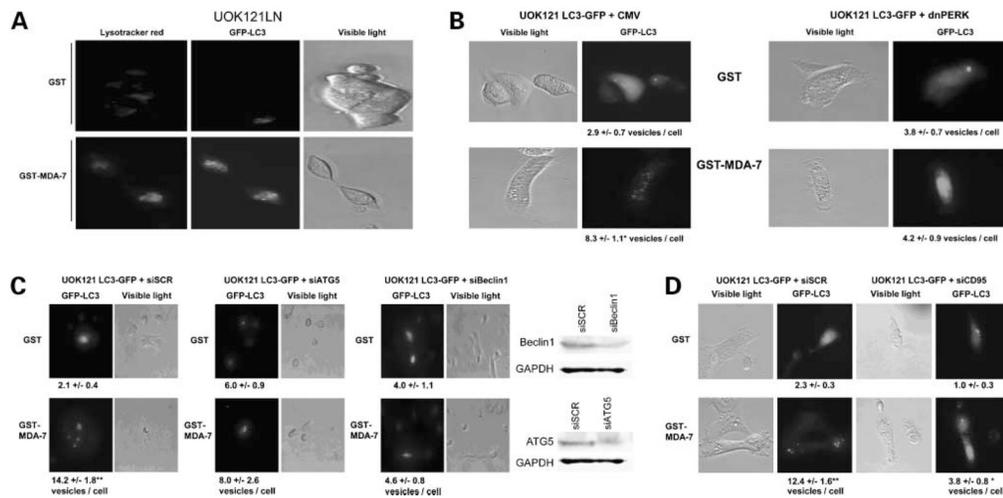 A
UOK121LN
Lysotracker red GFP-LC3 Visible light
GST
GST-MDA-7
B
UOK121 LC3-GFP + CMV
Visible light GFP-LC3
2.9 +/- 0.7 vesicles / cell
8.3 +/- 1.1* vesicles / cell
GST
GST-MDA-7
UOK121 LC3-GFP + dnPERK
Visible light GFP-LC3
3.8 +/- 0.7 vesicles / cell
4.2 +/- 0.9 vesicles / cell
C
UOK121 LC3-GFP + siSCR
GFP-LC3 Visible light
GST
2.1 +/- 0.4
GST-
MDA-7
14.2 +/- 1.8**
vesicles / cell
UOK121 LC3-GFP + siATG5
GFP-LC3 Visible light
GST
6.0 +/- 0.9
GST-
MDA-7
8.0 +/- 2.6
vesicles / cell
UOK121 LC3-GFP + siBeclin1
GFP-LC3 Visible light
GST
4.0 +/- 1.1
GST-
MDA-7
4.6 +/- 0.8
vesicles / cell
siSCR
siBeclin1
Beclin1
GAPDH
siSCR
siATG5
ATG5
GAPDH
D
UOK121 LC3-GFP + siSCR
Visible light GFP-LC3
GST
2.3 +/- 0.3
GST-
MDA-7
12.4 +/- 1.6**
vesicles / cell
UOK121 LC3-GFP + siCD95
Visible light GFP-LC3
1.0 +/- 0.3
3.8 +/- 0.8 *
vesicles / cell